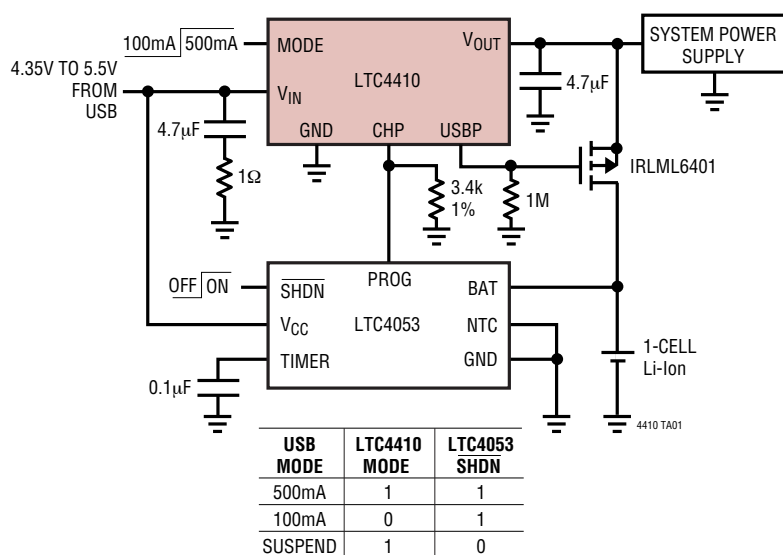 100mA 500mA
MODE
VOUT
SYSTEM POWER
SUPPLY
4.35V TO 5.5V
FROM
USB
LTC4410
VIN
4.7µF
4.7µF
GND
CHP
USBP
1Ω
3.4k
1%
1M
IRLML6401
OFF ON
SHDN
PROG
BAT
VCC
LTC4053
NTC
TIMER
GND
0.1µF
1-CELL
Li-Ion
4410 TA01
USB LTC4410 LTC4053
MODE MODE SHDN
500mA 1 1
100mA 0 1
SUSPEND 1 0